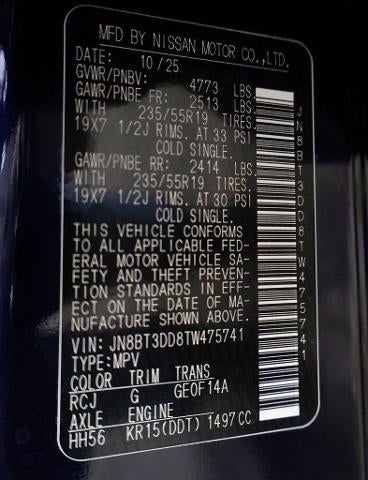 MFD BY NISSAN MOTOR CO.,LTD.
DATE: 10/25
GVWR/PNBV: 4773 LBS.
GAWR/PNBE FR: 2513 LBS.
WITH 235/55R19 TIRES.
19X7 1/2J RIMS. AT 33 PSI
COLD SINGLE.
GAWR/PNBE RR: 2414 LBS.
WITH 235/55R19 TIRES.
19X7 1/2J RIMS. AT 30 PSI
COLD SINGLE.
THIS VEHICLE CONFORMS
TO ALL APPLICABLE FED-
ERAL MOTOR VEHICLE SA-
FETY AND THEFT PREVEN-
TION STANDARDS IN EFF-
ECT ON THE DATE OF MA-
NUFACTURE SHOWN ABOVE.
VIN: JN8BT3DD8TW475741
TYPE:MPV
COLOR TRIM TRANS
RCJ G GE0F14A
AXLE ENGINE
HH56 KR15(DDT) 1497CC
JN8BT3DD8TW475741